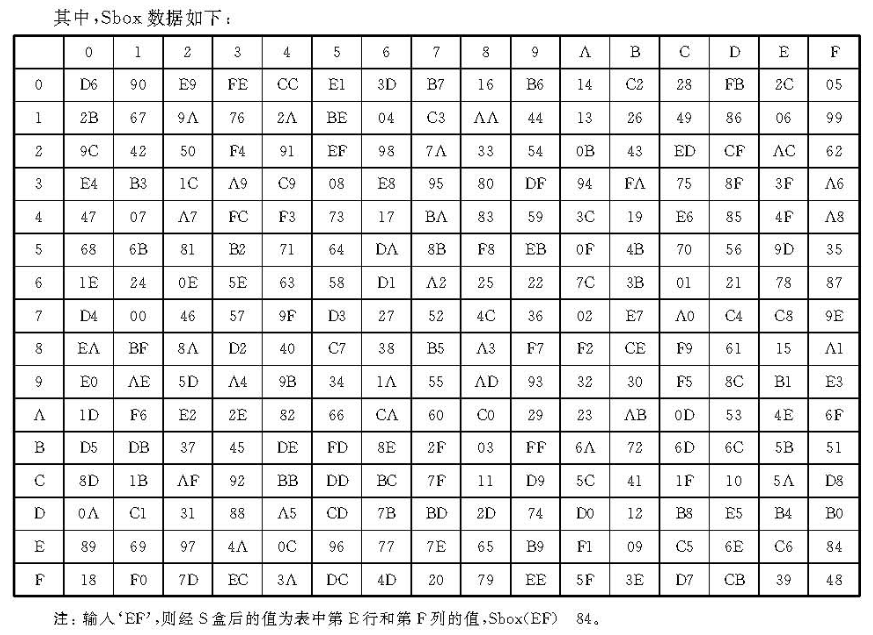 其中,Sbox 数据如下:
0 1 2 3 4 5 6 7 8 9 A B C D E F
0 D6 90 E9 FE CC E1 3D B7 16 B6 14 C2 28 FB 2C 05
1 2B 67 9A 76 2A BE 04 C3 AA 44 13 26 49 86 06 99
2 9C 42 50 F4 91 EF 98 7A 33 54 0B 43 ED CF AC 62
3 E4 B3 1C A9 C9 08 E8 95 80 DF 94 FA 75 8F 3F A6
4 47 07 A7 FC F3 73 17 BA 83 59 3C 19 E6 85 4F A8
5 68 6B 81 B2 71 64 DA 8B F8 EB 0F 4B 70 56 9D 35
6 1E 24 0E 5E 63 58 D1 A2 25 22 7C 3B 01 21 78 87
7 D4 00 46 57 9F D3 27 52 4C 36 02 E7 A0 C4 C8 9E
8 EA BF 8A D2 40 C7 38 B5 A3 F7 F2 CE F9 61 15 A1
9 E0 AE 5D A4 9B 34 1A 55 AD 93 32 30 F5 8C B1 E3
A 1D F6 E2 2E 82 66 CA 60 C0 29 23 AB 0D 53 4E 6F
B D5 DB 37 45 DE FD 8E 2F 03 FF 6A 72 6D 6C 5B 51
C 8D 1B AF 92 BB DD BC 7F 11 D9 5C 41 1F 10 5A D8
D 0A C1 31 88 A5 CD 7B BD 2D 74 D0 12 B8 E5 B4 B0
E 89 69 97 4A 0C 96 77 7E 65 B9 F1 09 C5 6E C6 84
F 18 F0 7D EC 3A DC 4D 20 79 EE 5F 3E D7 CB 39 48
注: 输入‘EF’,则经 S 盒后的值为表中第 E 行和第 F 列的值,Sbox(EF) 84。